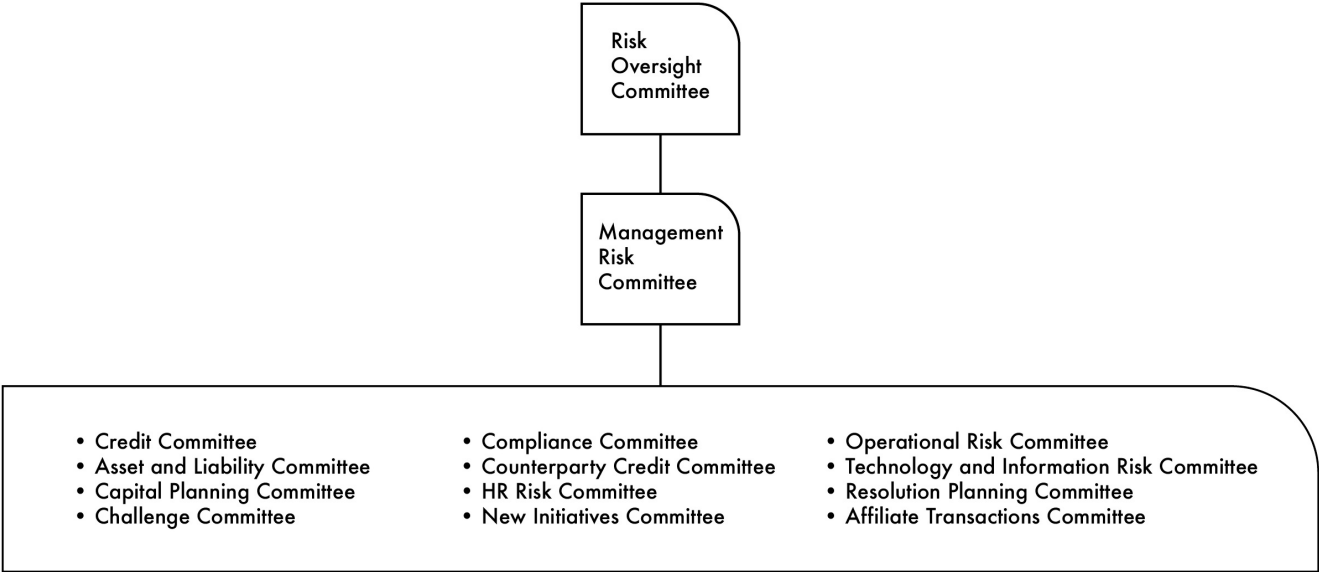 Risk
Oversight
Committee
Management
Risk
Committee
• Credit Committee
• Asset and Liability Committee
• Capital Planning Committee
• Challenge Committee
• Compliance Committee
• Counterparty Credit Committee
• HR Risk Committee
• New Initiatives Committee
• Operational Risk Committee
• Technology and Information Risk Committee
• Resolution Planning Committee
• Affiliate Transactions Committee